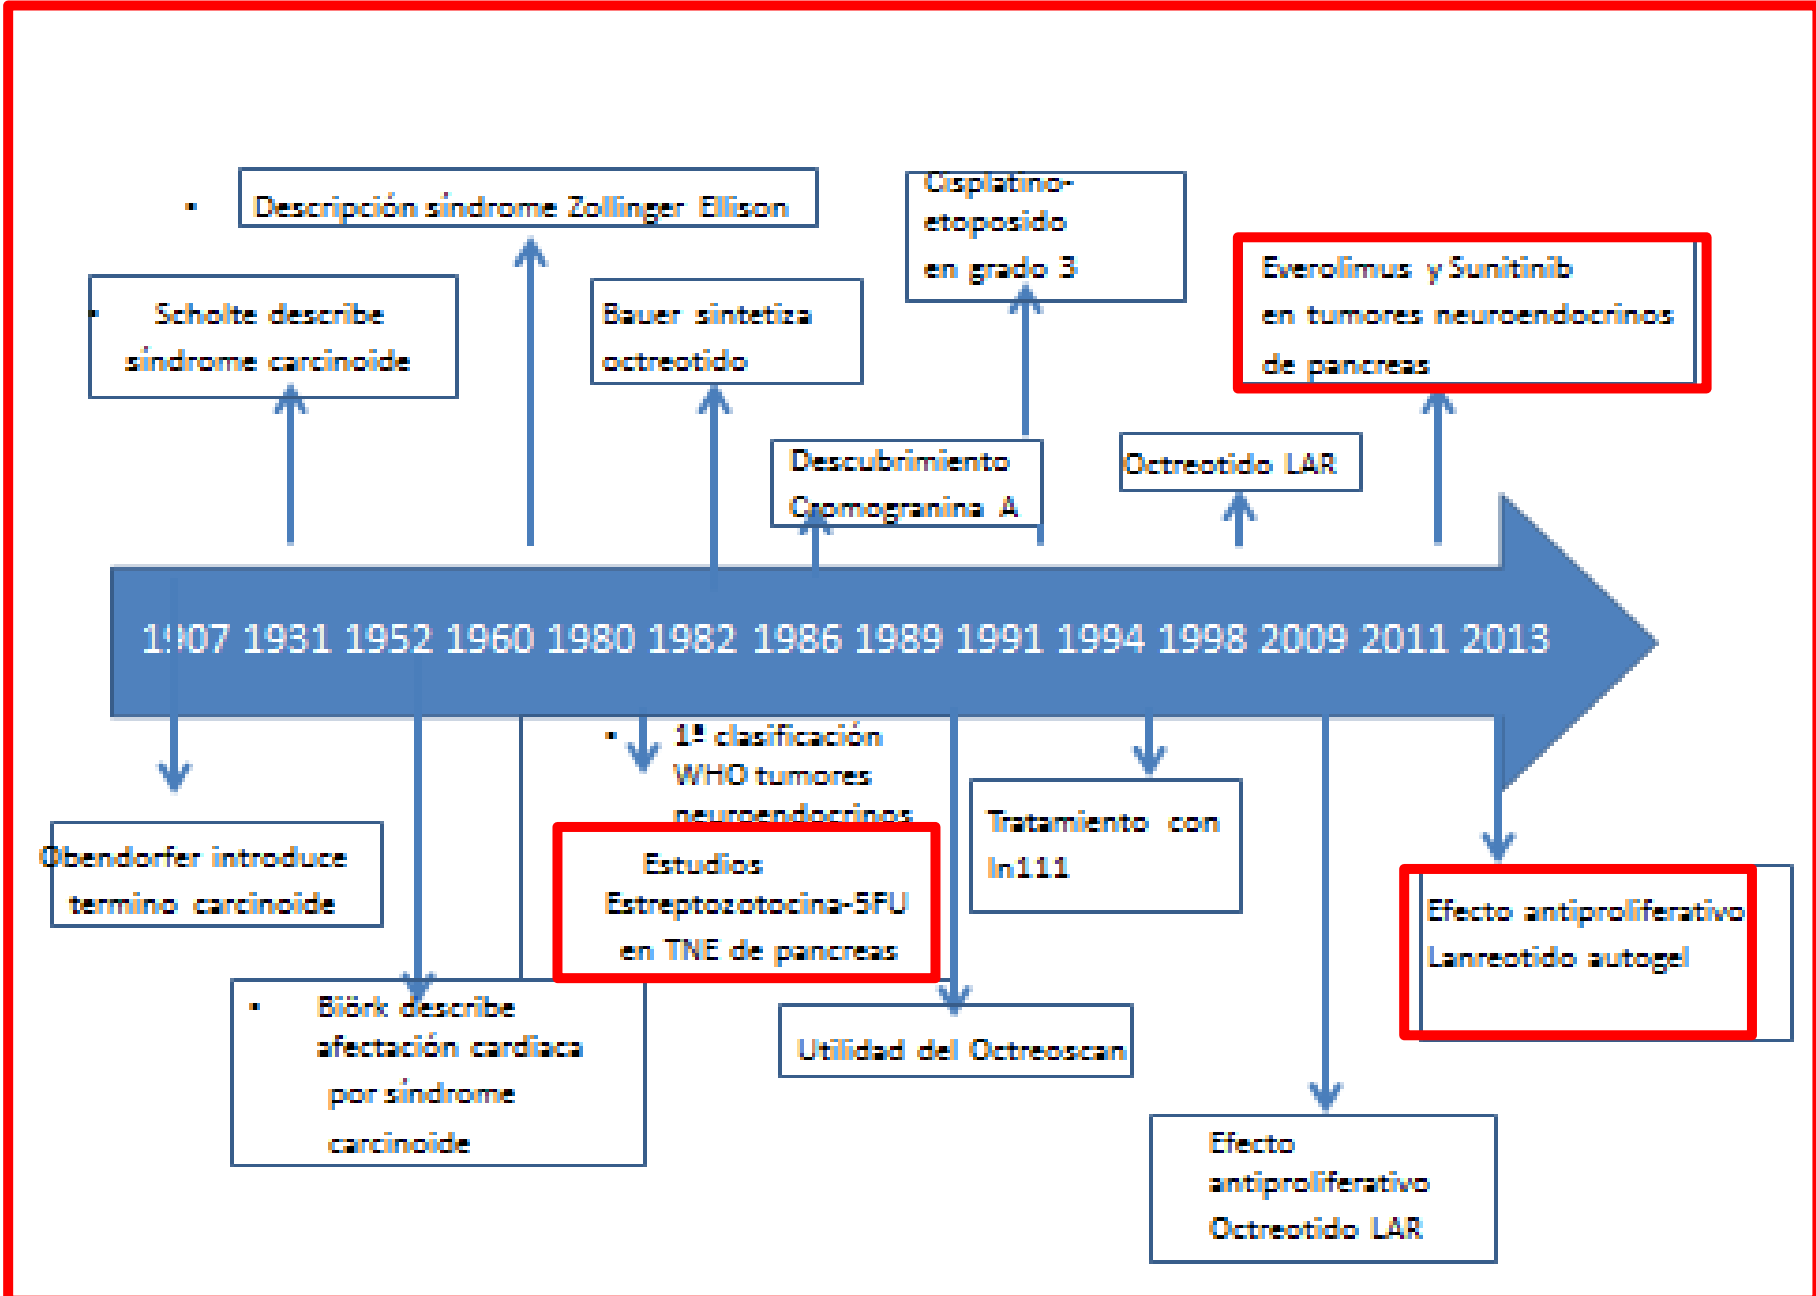 • Descripción síndrome Zollinger Ellison
• Scholte describe
síndrome carcinoide
Bauer sintetiza
octreotido
Cisplatino-
etoposido
en grado 3
Descubrimiento
Cromogranina A
Octreotido LAR
Everolimus y Sunitinib
en tumores neuroendocrinos
de pancreas
1907 1931 1952 1960 1980 1982 1986 1989 1991 1994 1998 2009 2011 2013
Obendorfer introduce
termino carcinoide
• Biörk describe
afectación cardiaca
por síndrome
carcinoide
• 1ª clasificación
WHO tumores
neuroendocrinos
Estudios
Estreptozotocina-5FU
en TNE de pancreas
Utilidad del Octreoscan
Tratamiento con
In111
Efecto
antiproliferativo
Octreotido LAR
Efecto antiproliferativo
Lanreotido autogel